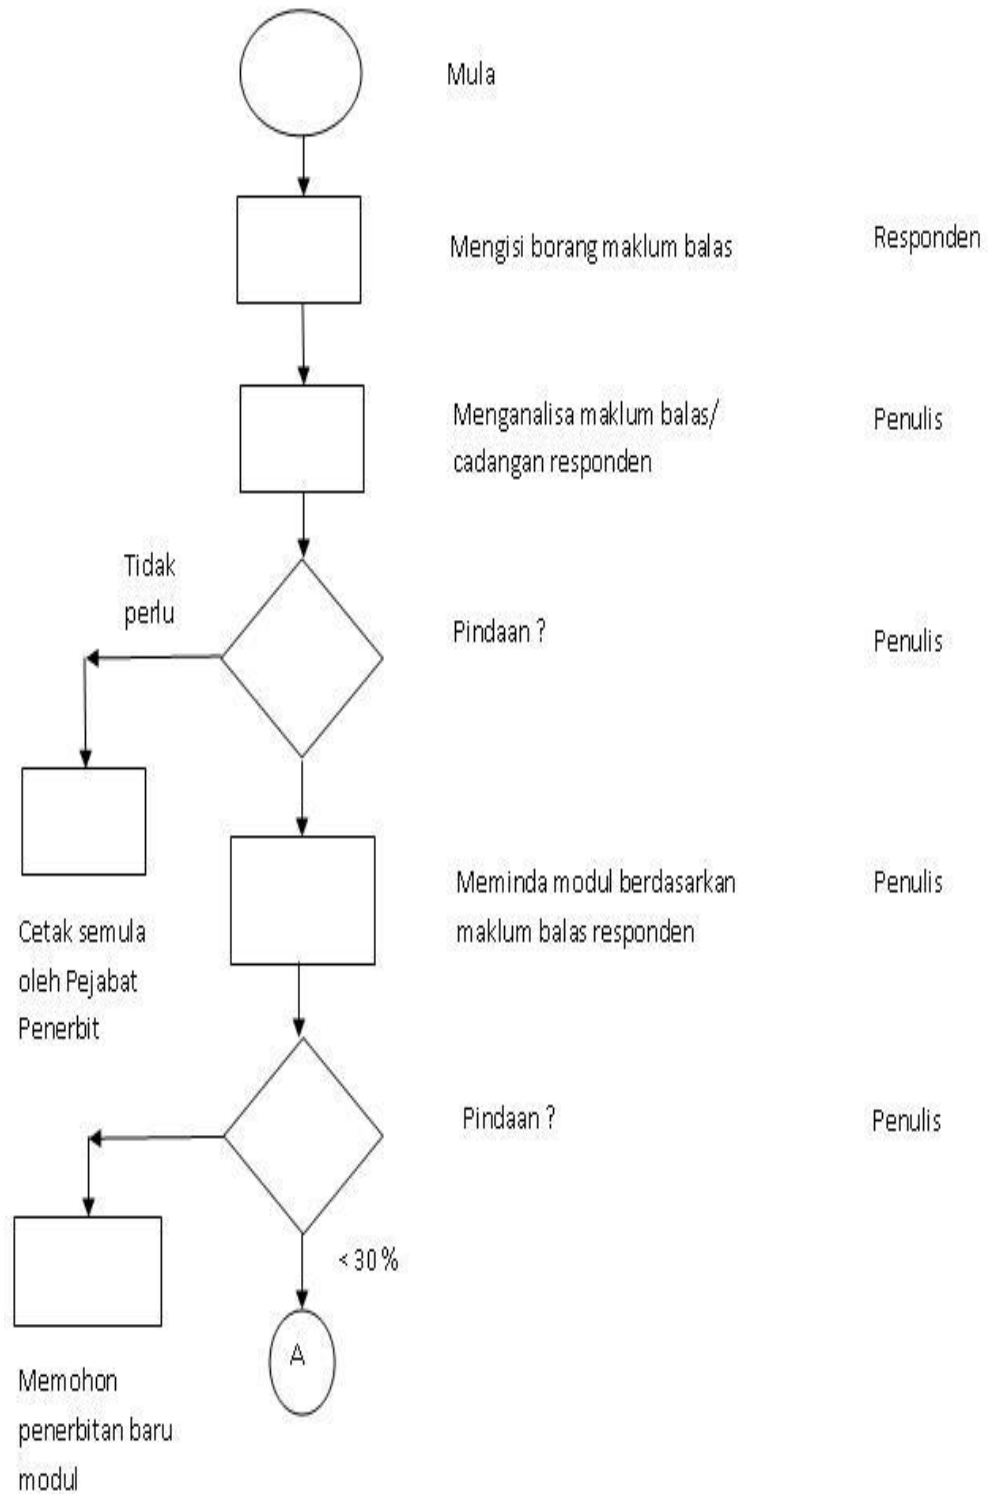 Mula
Mengisi borang maklum balas
Responden
Menganalisa maklum balas/
cadangan responden
Penulis
Tidak
perlu
Pindaan ?
Penulis
Cetak semula
oleh Pejabat
Penerbit
Meminda modul berdasarkan
maklum balas responden
Penulis
Pindaan ?
Penulis
< 30 %
A
Memohon
penerbitan baru
modul